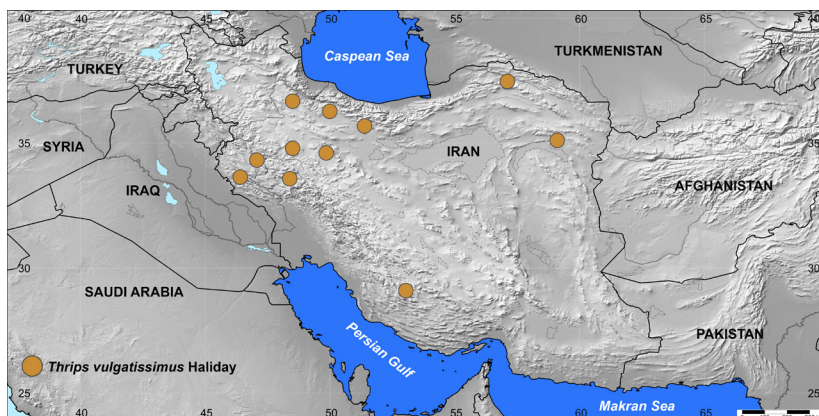 40 45 50 55 60 65
Caspean Sea
TURKMENISTAN
TURKEY
35 35
SYRIA
IRAN
IRAQ
AFGHANISTAN
30 30
SAUDI ARABIA
Persian Gulf
PAKISTAN
Thrips vulgatissimus Haliday
25 25
Makran Sea
40 45 50 55 60 65